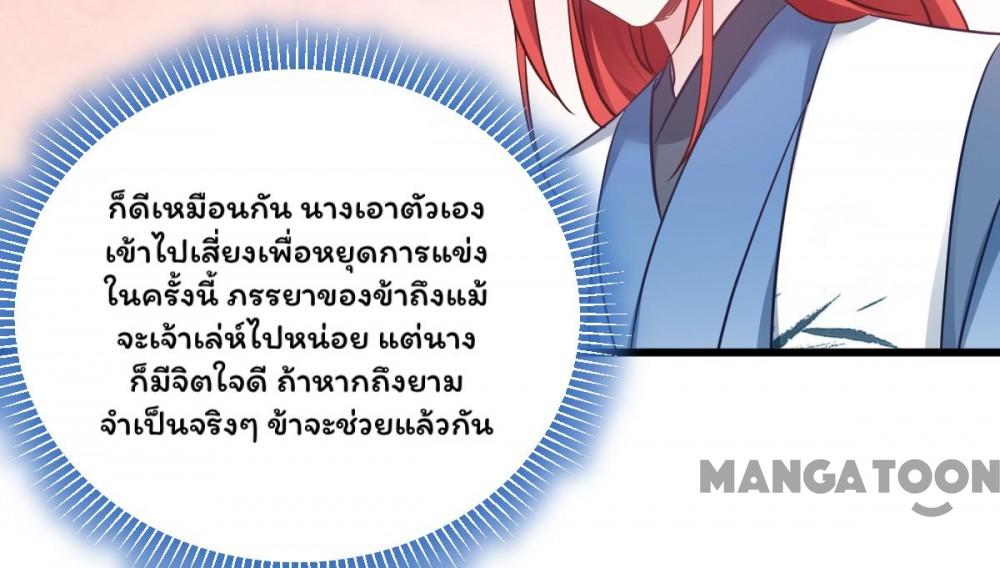 ก็ดีเหมือนกัน นางเอาตัวเอง
เข้าไปเสี่ยงเพื่อหยุดการแข่ง
ในครั้งนี้ ภรรยาของข้าถึงแม้
จะเจ้าเล่ห์ไปหน่อย แต่นาง
ก็มีจิตใจดี ถ้าหากถึงยาม
จำเป็นจริงๆ ข้าจะช่วยแล้วกัน
MANGATOON